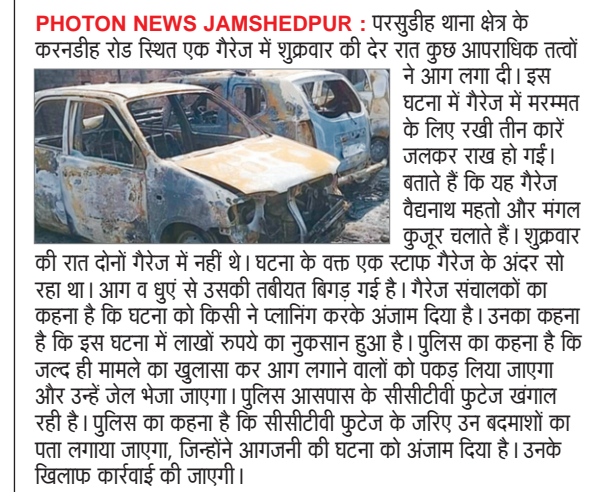 PHOTON NEWS JAMSHEDPUR : परसुडीह थाना क्षेत्र के
करनडीह रोड स्थित एक गैरेज में शुक्रवार की देर रात कुछ आपराधिक तत्वों
ने आग लगा दी। इस
घटना में गैरेज में मरम्मत
के लिए रखी तीन कारें
जलकर राख हो गईं।
बताते हैं कि यह गैरेज
वैद्यनाथ महतो और मंगल
कुजूर चलाते हैं। शुक्रवार
की रात दोनों गैरेज में नहीं थे। घटना के वक्त एक स्टाफ गैरेज के अंदर सो
रहा था। आग व धुएं से उसकी तबीयत बिगड़ गई है। गैरेज संचालकों का
कहना है कि घटना को किसी ने प्लानिंग करके अंजाम दिया है। उनका कहना
है कि इस घटना में लाखों रुपये का नुकसान हुआ है। पुलिस का कहना है कि
जल्द ही मामले का खुलासा कर आग लगाने वालों को पकड़ लिया जाएगा
और उन्हें जेल भेजा जाएगा। पुलिस आसपास के सीसीटीवी फुटेज खंगाल
रही है। पुलिस का कहना है कि सीसीटीवी फुटेज के जरिए उन बदमाशों का
पता लगाया जाएगा, जिन्होंने आगजनी की घटना को अंजाम दिया है। उनके
खिलाफ कार्रवाई की जाएगी।